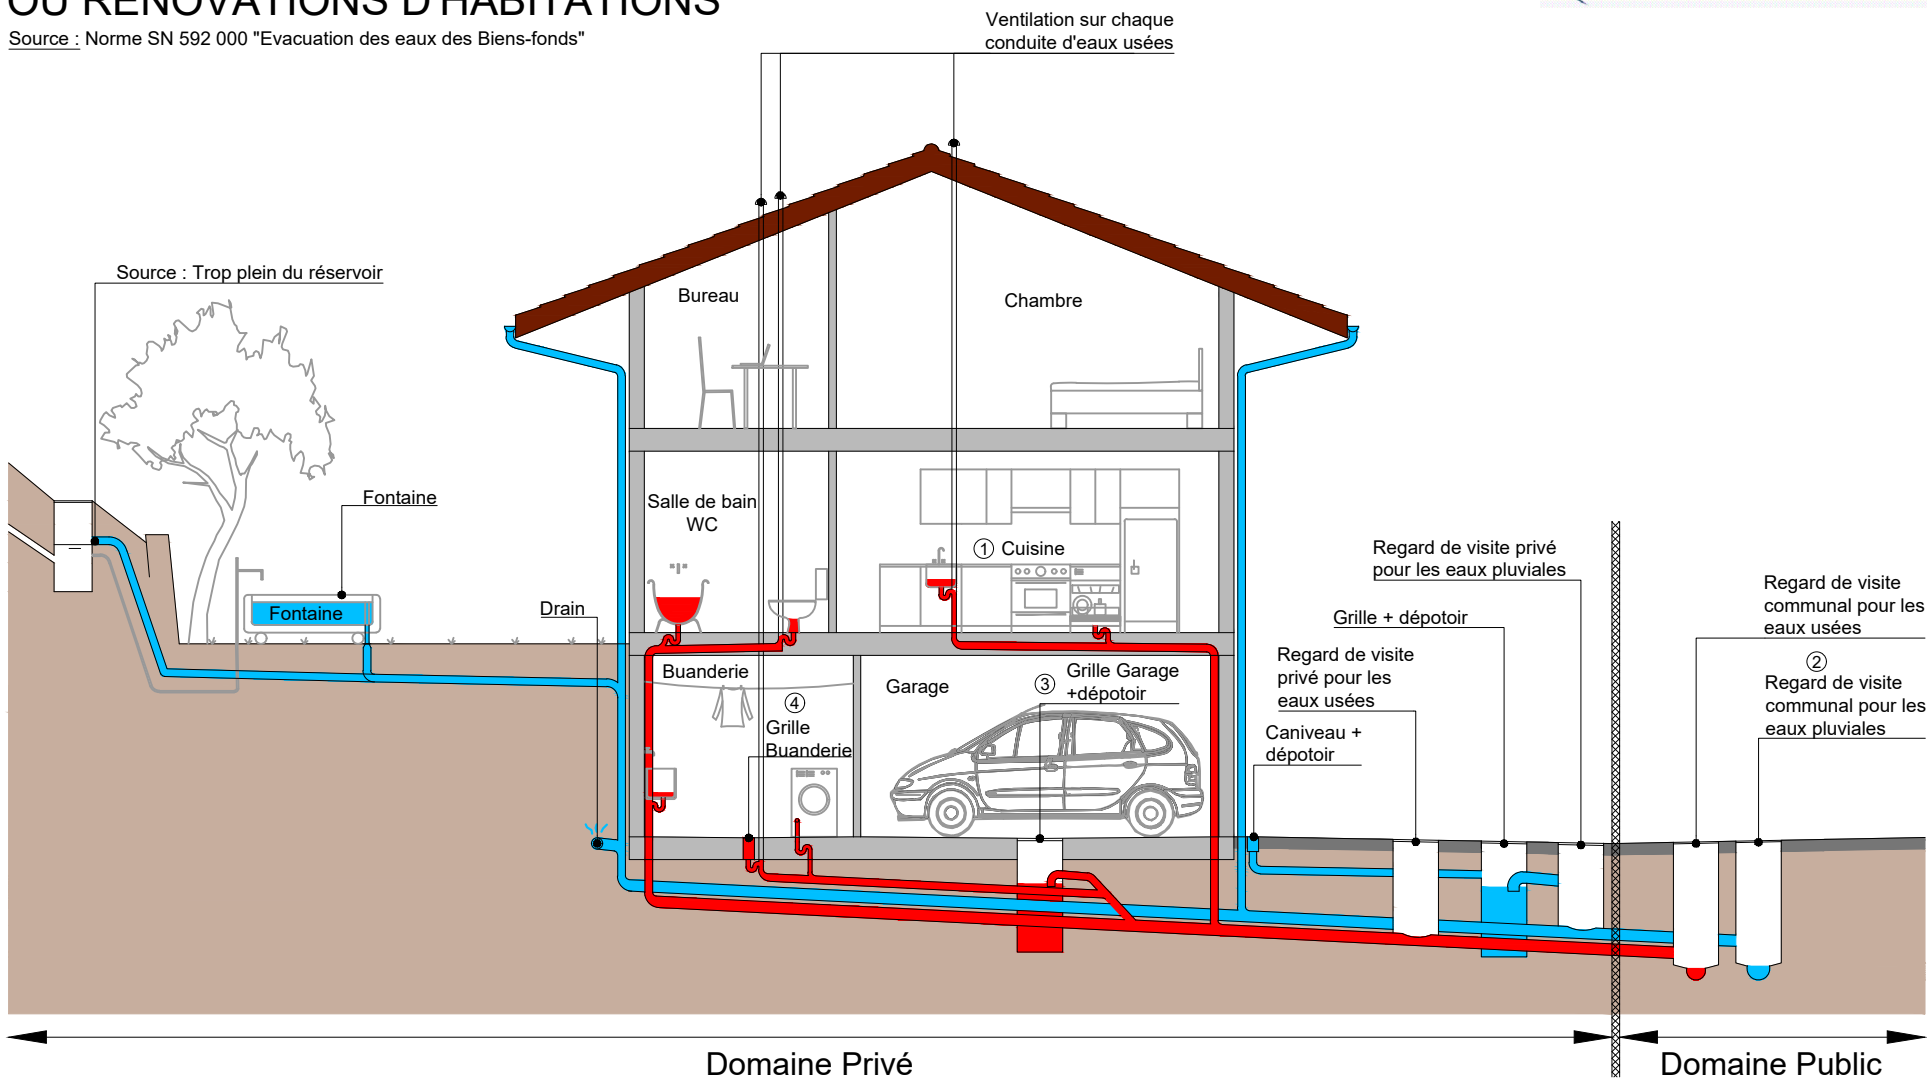 OU RENOVATIONS D'HABITATIONS
Source : Norme SN 592 000 "Evacuation des eaux des Biens-fonds"
Ventilation sur chaque
conduite d'eaux usées
Source : Trop plein du réservoir
Bureau
Chambre
Fontaine
Fontaine
Salle de bain
WC
1 Cuisine
Drain
Regard de visite privé
pour les eaux pluviales
Grille + dépotoir
Regard de visite
privé pour les
eaux usées
Caniveau +
dépotoir
Regard de visite
communal pour les
eaux usées
2
Regard de visite
communal pour les
eaux pluviales
Buanderie
4
Grille
Buanderie
Garage
3
Grille Garage
+dépotoir
Domaine Privé
Domaine Public